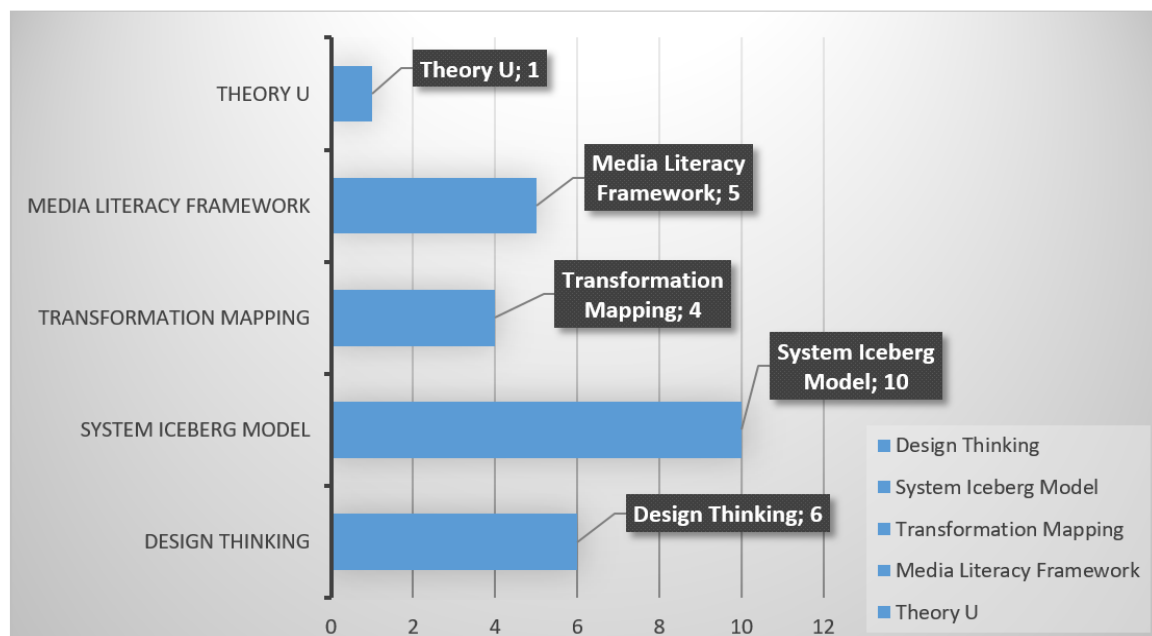 THEORY U
Theory U; 1
MEDIA LITERACY FRAMEWORK
Media Literacy
Framework; 5
TRANSFORMATION MAPPING
Transformation
Mapping; 4
SYSTEM ICEBERG MODEL
System Iceberg
Model; 10
DESIGN THINKING
Design Thinking; 6
0 2 4 6 8 10 12
Design Thinking
System Iceberg Model
Transformation Mapping
Media Literacy Framework
Theory U